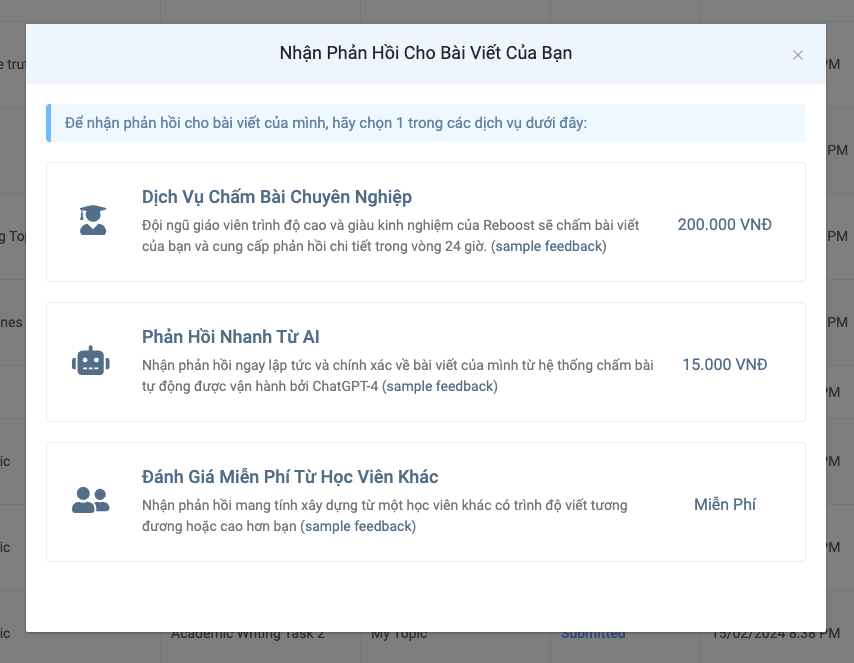 Nhận Phản Hồi Cho Bài Viết Của Bạn
Để nhận phản hồi cho bài viết của mình, hãy chọn 1 trong các dịch vụ dưới đây:
Dịch Vụ Chấm Bài Chuyên Nghiệp
Đội ngũ giáo viên trình độ cao và giàu kinh nghiệm của Reboost sẽ chấm bài viết
của bạn và cung cấp phản hồi chi tiết trong vòng 24 giờ. (sample feedback)
200.000 VNĐ
Phản Hồi Nhanh Từ AI
Nhận phản hồi ngay lập tức và chính xác về bài viết của mình từ hệ thống chấm bài
tự động được vận hành bởi ChatGPT-4 (sample feedback)
15.000 VNĐ
Đánh Giá Miễn Phí Từ Học Viên Khác
Nhận phản hồi mang tính xây dựng từ một học viên khác có trình độ viết tương
đương hoặc cao hơn bạn (sample feedback)
Miễn Phí
Academic Writing Task 2 My Topic Submitted 15/02/2024 8:38 PM